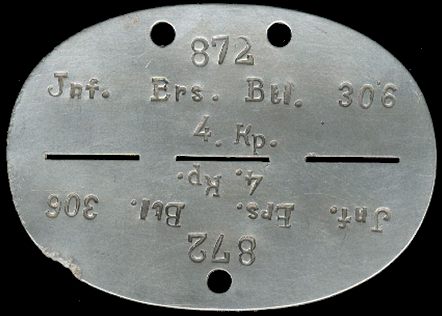 872
Jnf. Ers. Btl. 306
4. Kp.
4. Kp.
Jnf. Ers. Btl. 306
872